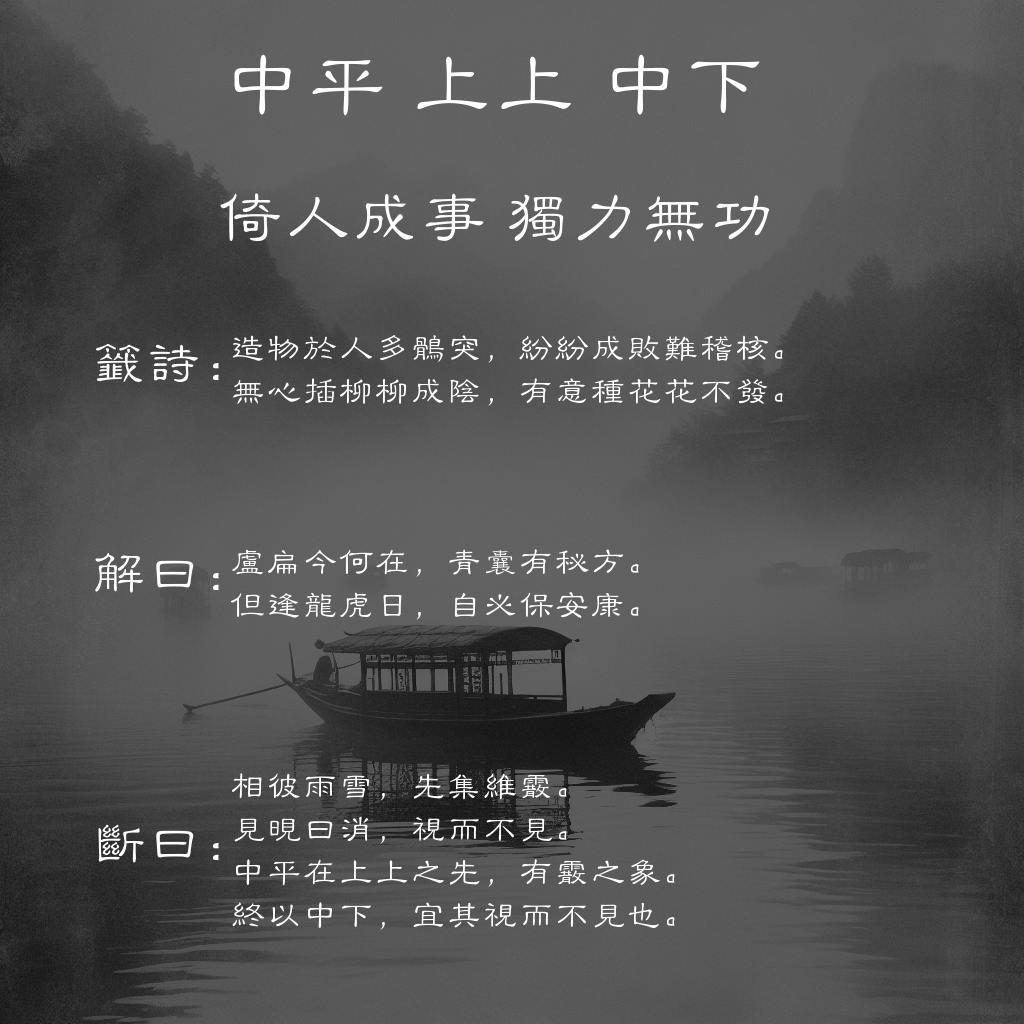 中平 上上 中下
倚人成事 獨力無功
籤詩：
造物於人多鶻突，紛紛成敗難稽核。
無心插柳柳成陰，有意種花花不發。
解曰：
盧扁今何在，青囊有秘方。
但逢龍虎日，自必保安康。
斷曰：
相彼雨雪，先集維霰。
見晛曰消，視而不見。
中平在上上之先，有霰之象。
終以中下，宜其視而不見也。